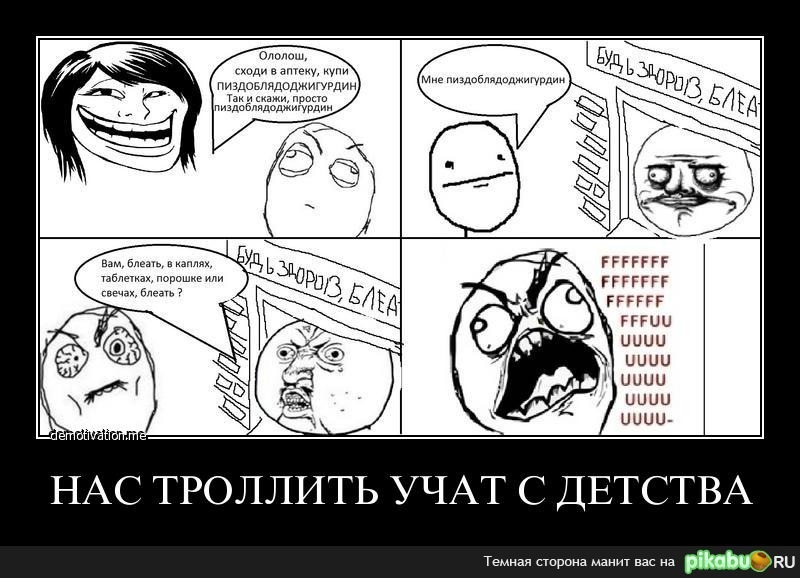 Ололош,
сходи в аптеку, купи
ПИЗДОБЛЯДОДЖИГУРДИН
Так и скажи, просто
пиздоблядоджигурдин
Мне пиздоблядоджигурдин
БУДЬ ЗДОРОВ, БЛЕА
Вам, блеать, в каплях,
таблетках, порошке или
свечах, блеать ?
БУДЬ ЗДОРОВ, БЛЕА
FFFFFFF
FFFFFFF
FFFFFF
FFFUU
UUUU
UUUU
UUUU
UUUU
UUUU-
demotivation.me
НАС ТРОЛЛИТЬ УЧАТ С ДЕТСТВА
Темная сторона манит вас на pikabu RU